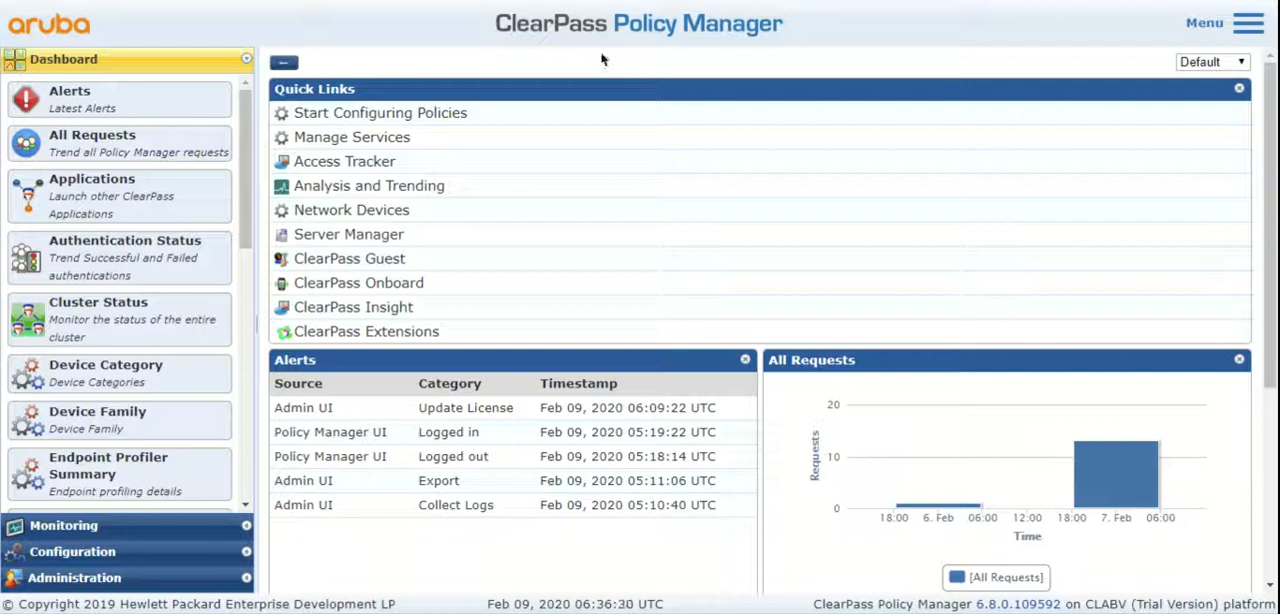 aruba
ClearPass Policy Manager
Menu
Dashboard
Default
Alerts
Latest Alerts
All Requests
Trend all Policy Manager requests
Applications
Launch other ClearPass
Applications
Authentication Status
Trend Successful and Failed
authentications
Cluster Status
Monitor the status of the entire
cluster
Device Category
Device Categories
Device Family
Device Family
Endpoint Profiler
Summary
Endpoint profiling details
Monitoring
Configuration
Administration
Quick Links
Start Configuring Policies
Manage Services
Access Tracker
Analysis and Trending
Network Devices
Server Manager
ClearPass Guest
ClearPass Onboard
ClearPass Insight
ClearPass Extensions
Alerts
Source Category Timestamp
Admin UI Update License Feb 09, 2020 06:09:22 UTC
Policy Manager UI Logged in Feb 09, 2020 05:19:22 UTC
Policy Manager UI Logged out Feb 09, 2020 05:18:14 UTC
Admin UI Export Feb 09, 2020 05:11:06 UTC
Admin UI Collect Logs Feb 09, 2020 05:10:40 UTC
All Requests
20
10
0
Requests
18:00 6. Feb 06:00 12:00 18:00 7. Feb 06:00
Time
[All Requests]
© Copyright 2019 Hewlett Packard Enterprise Development LP Feb 09, 2020 06:36:30 UTC ClearPass Policy Manager 6.8.0.109592 on CLABV (Trial Version) platform